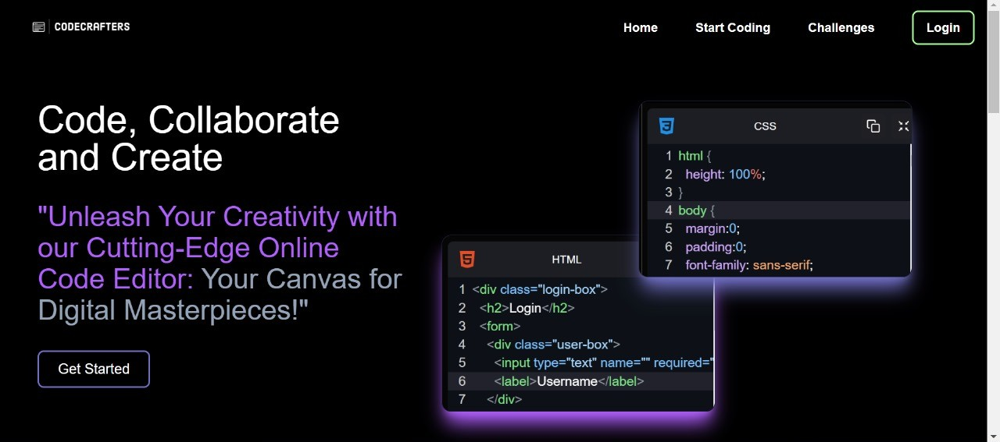 CODECRAFTERS
Home
Start Coding
Challenges
Login
Code, Collaborate
and Create
"Unleash Your Creativity with
our Cutting-Edge Online
Code Editor: Your Canvas for
Digital Masterpieces!"
Get Started
HTML
1 <div class="login-box">
2 <h2>Login</h2>
3 <form>
4 <div class="user-box">
5 <input type="text" name="" required="
6 <label>Username</label>
7 </div>
CSS
1 html {
2 height: 100%;
3 }
4 body {
5 margin:0;
6 padding:0;
7 font-family: sans-serif;